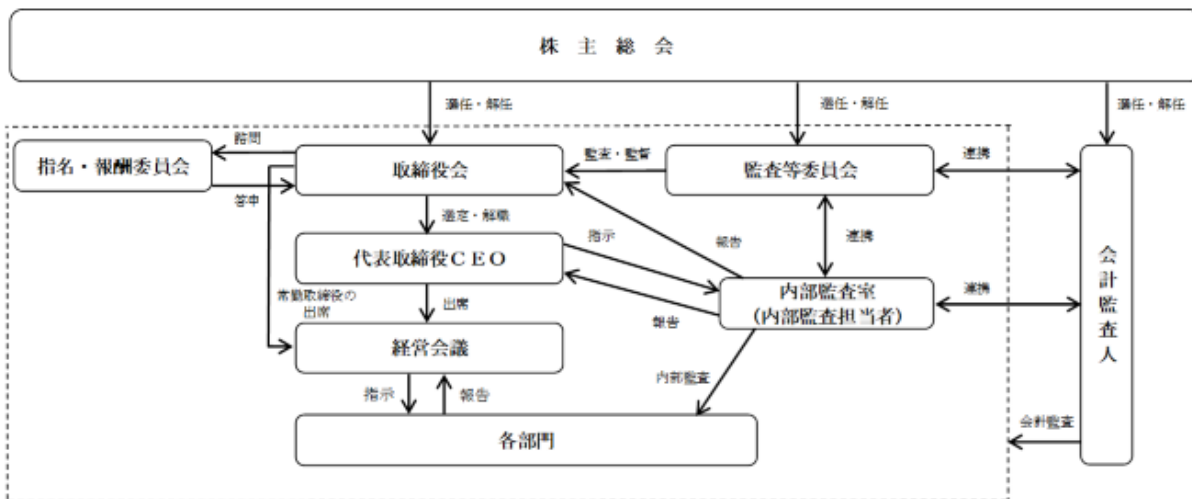 株 主 総 会
選任・解任
選任・解任
選任・解任
諮問
指名・報酬委員会
答申
取締役会
監査・監督
監査等委員会
連携
選定・解職
指示
報告
連携
代表取締役CEO
常勤取締役の
出席
出席
報告
内部監査室
(内部監査担当者)
連携
会計監査人
経営会議
指示
報告
内部監査
各部門
会計監査